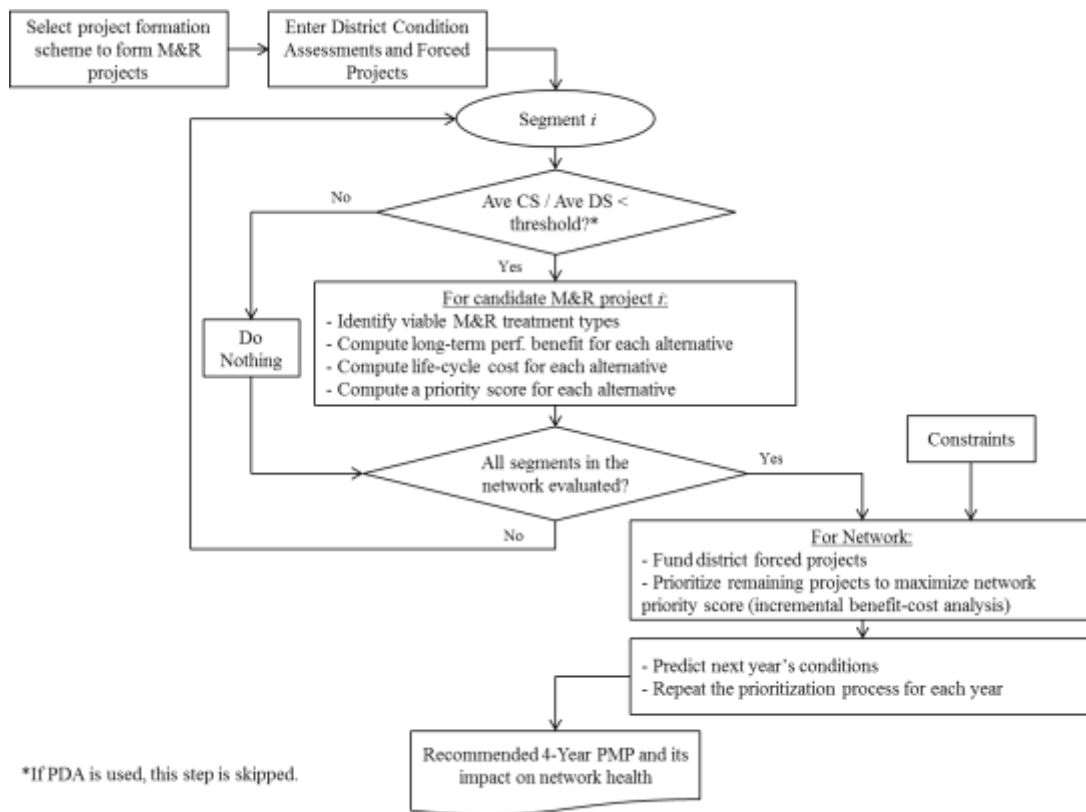 Select project formation
scheme to form M&R
projects
Enter District Condition
Assessments and Forced
Projects
Segment i
No
Ave CS / Ave DS <
threshold?*
Yes
For candidate M&R project i:
- Identify viable M&R treatment types
- Compute long-term perf. benefit for each alternative
- Compute life-cycle cost for each alternative
- Compute a priority score for each alternative
Do
Nothing
All segments in the
network evaluated?
Yes
Constraints
No
For Network:
- Fund district forced projects
- Prioritize remaining projects to maximize network
priority score (incremental benefit-cost analysis)
- Predict next year's conditions
- Repeat the prioritization process for each year
Recommended 4-Year PMP and its
impact on network health
*If PDA is used, this step is skipped.